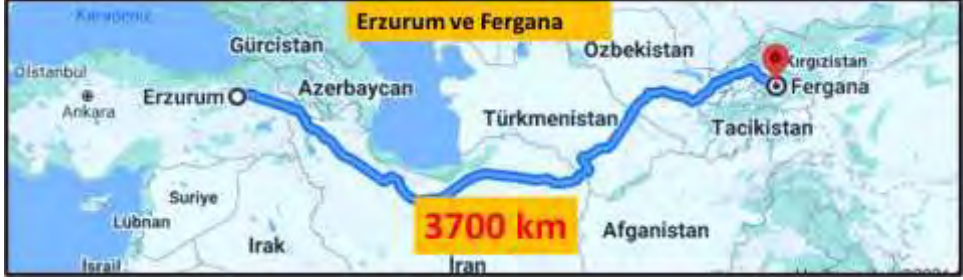 Karadeniz
Erzurum ve Fergana
Gürcistan
Özbekistan
Kırgızistan
İstanbul
Azerbaycan
Fergana
Erzurum
Ankara
Türkmenistan
Tacikistan
Suriye
Lübnan
3700 km
Afganistan
Irak
İsrail
İran